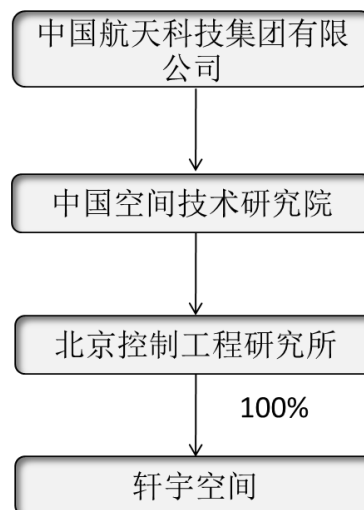 中国航天科技集团有限
公司
中国空间技术研究院
北京控制工程研究所
100%
轩宇空间